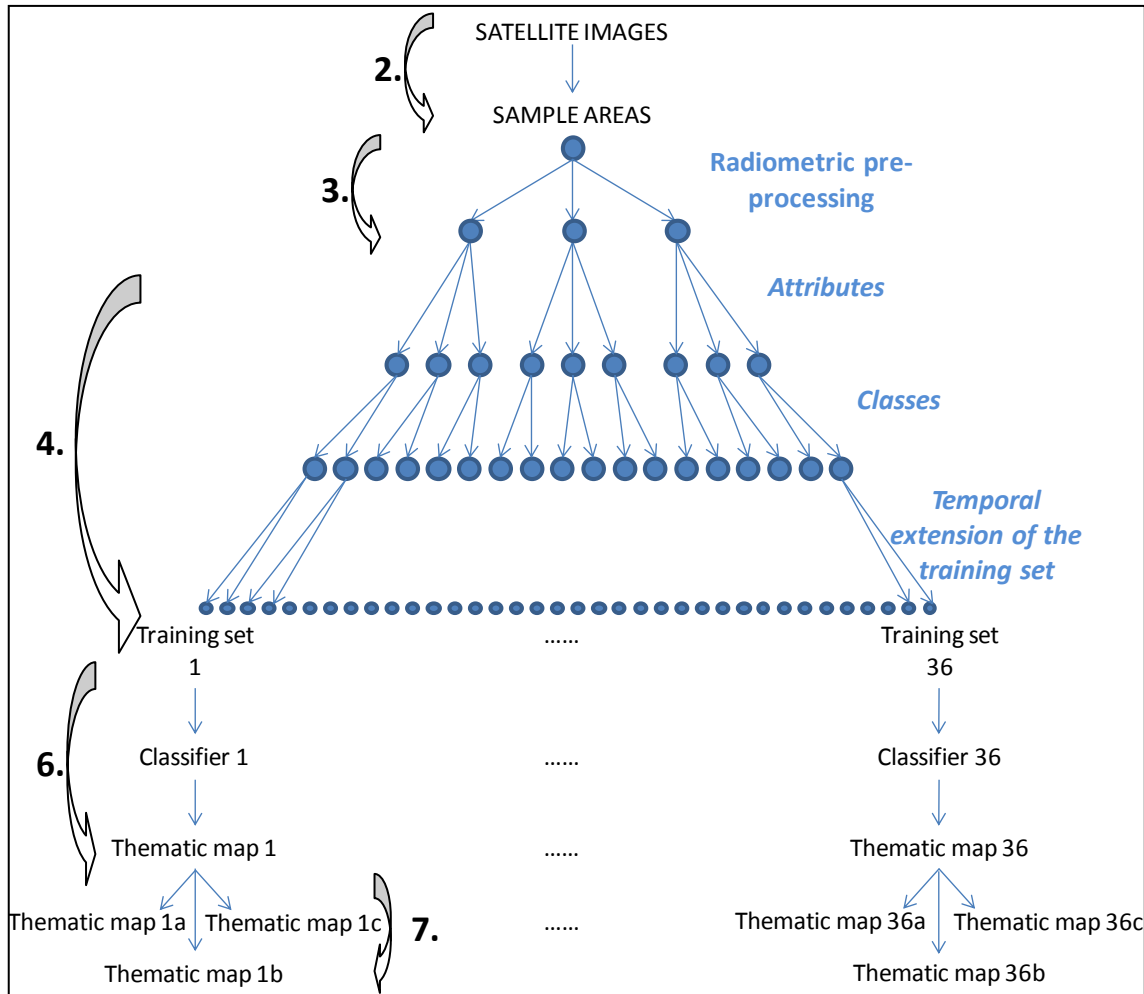 SATELLITE IMAGES
2.
SAMPLE AREAS
Radiometric pre-
processing
3.
Attributes
Classes
4.
Temporal
extension of the
training set
Training set
1
......
Training set
36
6.
Classifier 1
......
Classifier 36
Thematic map 1
......
Thematic map 36
Thematic map 1a
Thematic map 1c
7.
......
Thematic map 36a
Thematic map 36c
Thematic map 1b
Thematic map 36b